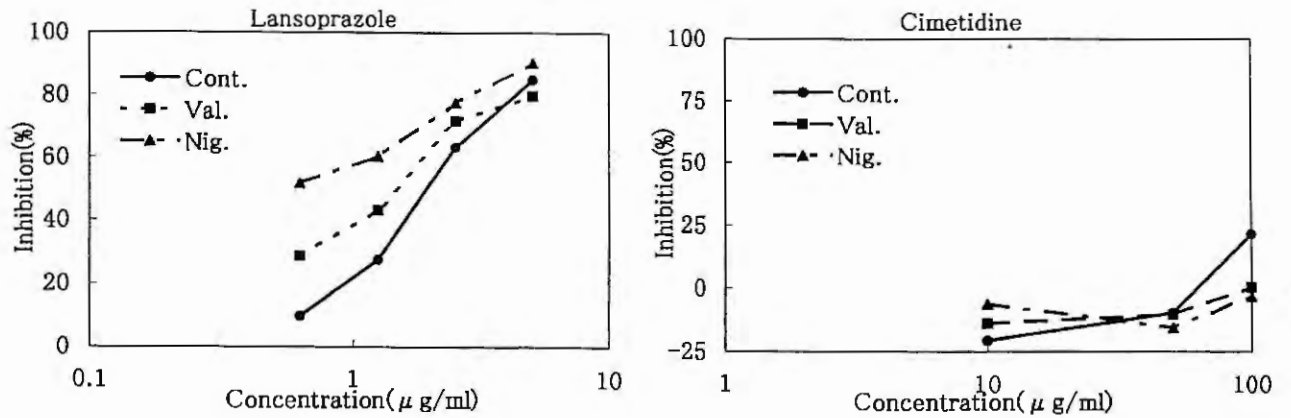 Lansoprazole
100
80
60
40
20
0
Inhibition(%)
Cont.
Val.
Nig.
0.1
1
10
Concentration(μ g/ml)
Cimetidine
100
75
50
25
0
-25
Inhibition(%)
Cont.
Val.
Nig.
1
10
100
Concentration(μ g/ml)